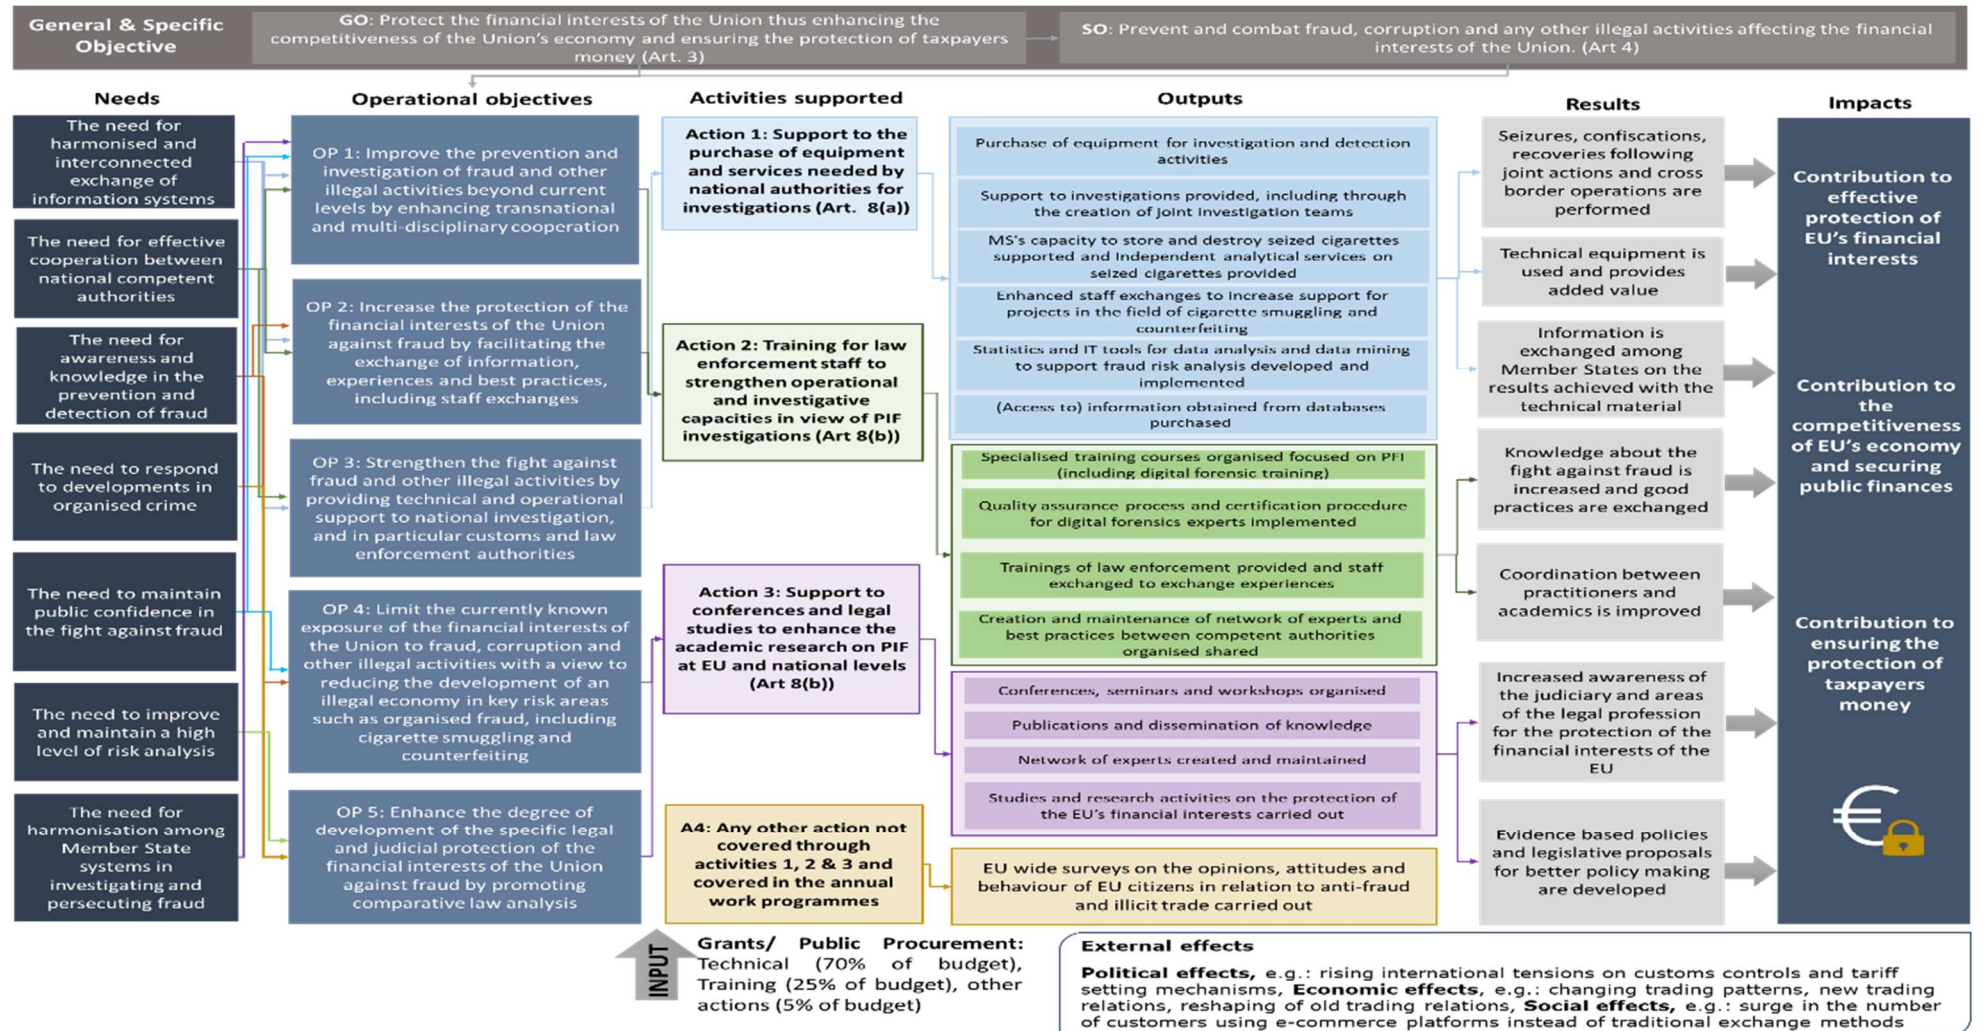 General & Specific
Objective
GO: Protect the financial interests of the Union thus enhancing the
competitiveness of the Union's economy and ensuring the protection of taxpayers
money (Art. 3)
SO: Prevent and combat fraud, corruption and any other illegal activities affecting the financial
interests of the Union. (Art 4)
Needs
The need for
harmonised and
interconnected
exchange of
information systems
The need for effective
cooperation between
national competent
authorities
The need for
awareness and
knowledge in the
prevention and
detection of fraud
The need to respond
to developments in
organised crime
The need to maintain
public confidence in
the fight against fraud
The need to improve
and maintain a high
level of risk analysis
The need for
harmonisation among
Member State
systems in
investigating and
persecuting fraud
Operational objectives
OP 1: Improve the prevention and
investigation of fraud and other
illegal activities beyond current
levels by enhancing transnational
and multi-disciplinary cooperation
OP 2: Increase the protection of the
financial interests of the Union
against fraud by facilitating the
exchange of information,
experiences and best practices,
including staff exchanges
OP 3: Strengthen the fight against
fraud and other illegal activities by
providing technical and operational
support to national investigation,
and in particular customs and law
enforcement authorities
OP 4: Limit the currently known
exposure of the financial interests of
the Union to fraud, corruption and
other illegal activities with a view to
reducing the development of an
illegal economy in key risk areas
such as organised fraud, including
cigarette smuggling and
counterfeiting
OP 5: Enhance the degree of
development of the specific legal
and judicial protection of the
financial interests of the Union
against fraud by promoting
comparative law analysis
Activities supported
Action 1: Support to the
purchase of equipment
and services needed by
national authorities for
investigations (Art. 8(a))
Action 2: Training for law
enforcement staff to
strengthen operational
and investigative
capacities in view of PIF
investigations (Art 8(b))
Action 3: Support to
conferences and legal
studies to enhance the
academic research on PIF
at EU and national levels
(Art 8(b))
A4: Any other action not
covered through
activities 1, 2 & 3 and
covered in the annual
work programmes
Outputs
Purchase of equipment for investigation and detection
activities
Support to investigations provided, including through
the creation of joint investigation teams
MS's capacity to store and destroy seized cigarettes
supported and Independent analytical services on
seized cigarettes provided
Enhanced staff exchanges to increase support for
projects in the field of cigarette smuggling and
counterfeiting
Statistics and IT tools for data analysis and data mining
to support fraud risk analysis developed and
implemented
(Access to) information obtained from databases
purchased
Specialised training courses organised focused on PFI
(including digital forensic training)
Quality assurance process and certification procedure
for digital forensics experts implemented
Trainings of law enforcement provided and staff
exchanged to exchange experiences
Creation and maintenance of network of experts and
best practices between competent authorities
organised shared
Conferences, seminars and workshops organised
Publications and dissemination of knowledge
Network of experts created and maintained
Studies and research activities on the protection of
the EU's financial interests carried out
EU wide surveys on the opinions, attitudes and
behaviour of EU citizens in relation to anti-fraud
and illicit trade carried out
Results
Seizures, confiscations,
recoveries following
joint actions and cross
border operations are
performed
Technical equipment is
used and provides
added value
Information is
exchanged among
Member States on the
results achieved with the
technical material
Knowledge about the
fight against fraud is
increased and good
practices are exchanged
Coordination between
practitioners and
academics is improved
Increased awareness of
the judiciary and areas
of the legal profession
for the protection of the
financial interests of the
EU
Evidence based policies
and legislative proposals
for better policy making
are developed
Impacts
Contribution to
effective
protection of
EU's financial
interests
Contribution to
the
competitiveness
of EU's economy
and securing
public finances
Contribution to
ensuring the
protection of
taxpayers
money
€
INPUT
Grants/ Public Procurement:
Technical (70% of budget),
Training (25% of budget), other
actions (5% of budget)
External effects
Political effects, e.g.: rising international tensions on customs controls and tariff
setting mechanisms, Economic effects, e.g.: changing trading patterns, new trading
relations, reshaping of old trading relations, Social effects, e.g.: surge in the number
of customers using e-commerce platforms instead of traditional exchange methods